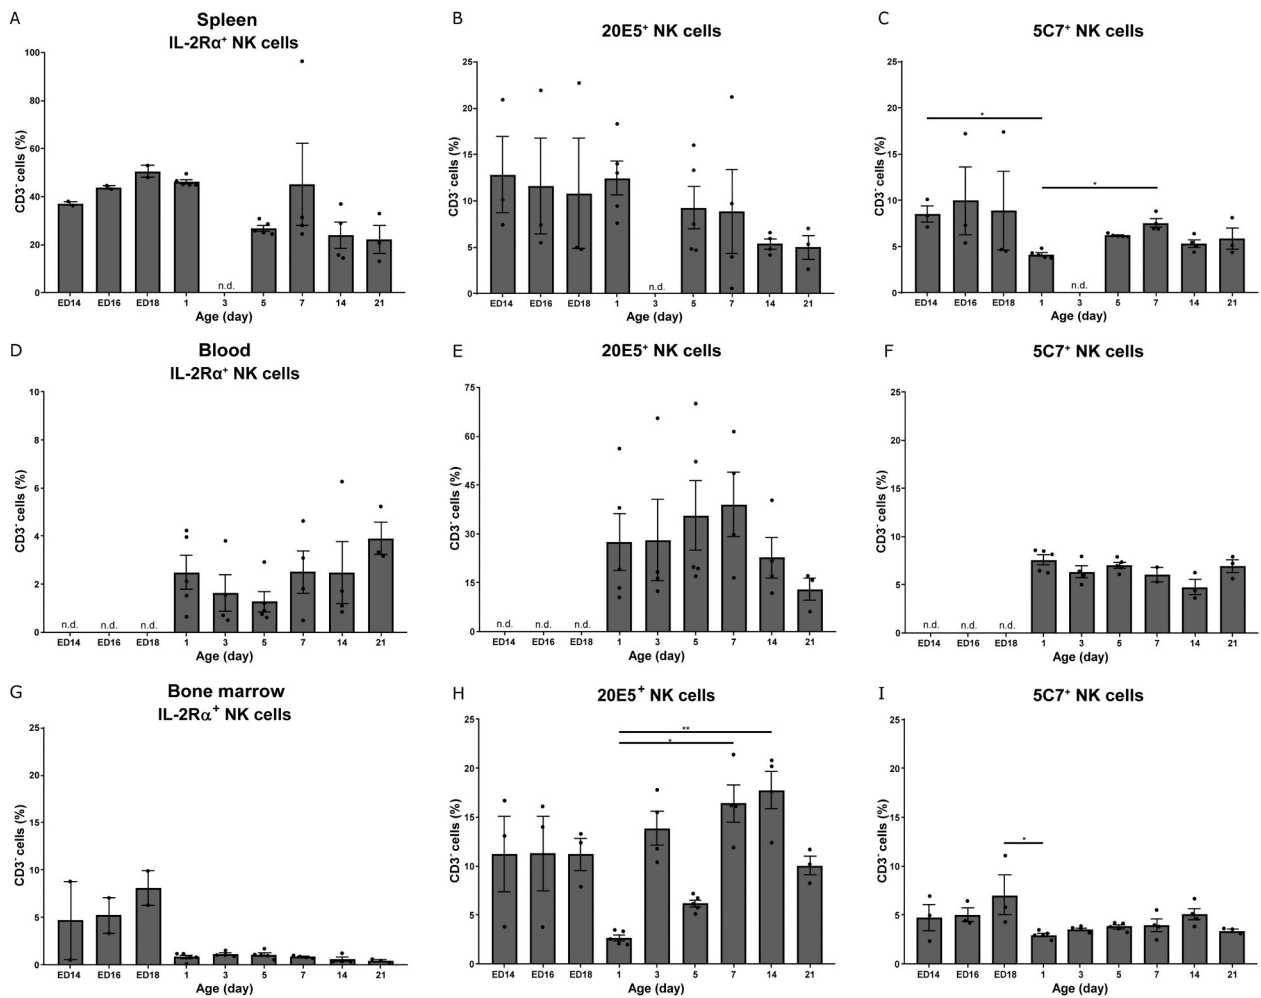 A
Spleen
IL-2Rα⁺ NK cells
CD3⁻ cells (%)
100
80
60
40
20
0
n.d.
ED14 ED16 ED18 1 3 5 7 14 21
Age (day)
B
20E5⁺ NK cells
CD3⁻ cells (%)
25
20
15
10
5
0
n.d.
ED14 ED16 ED18 1 3 5 7 14 21
Age (day)
C
5C7⁺ NK cells
CD3⁻ cells (%)
25
20
15
10
5
0
*
*
n.d.
ED14 ED16 ED18 1 3 5 7 14 21
Age (day)
D
Blood
IL-2Rα⁺ NK cells
CD3⁻ cells (%)
10
8
6
4
2
0
n.d. n.d. n.d.
ED14 ED16 ED18 1 3 5 7 14 21
Age (day)
E
20E5⁺ NK cells
CD3⁻ cells (%)
75
60
45
30
15
0
n.d. n.d. n.d.
ED14 ED16 ED18 1 3 5 7 14 21
Age (day)
F
5C7⁺ NK cells
CD3⁻ cells (%)
25
20
15
10
5
0
n.d. n.d. n.d.
ED14 ED16 ED18 1 3 5 7 14 21
Age (day)
G
Bone marrow
IL-2Rα⁺ NK cells
CD3⁻ cells (%)
25
20
15
10
5
0
ED14 ED16 ED18 1 3 5 7 14 21
Age (day)
H
20E5⁺ NK cells
CD3⁻ cells (%)
25
20
15
10
5
0
**
*
ED14 ED16 ED18 1 3 5 7 14 21
Age (day)
I
5C7⁺ NK cells
CD3⁻ cells (%)
25
20
15
10
5
0
*
ED14 ED16 ED18 1 3 5 7 14 21
Age (day)